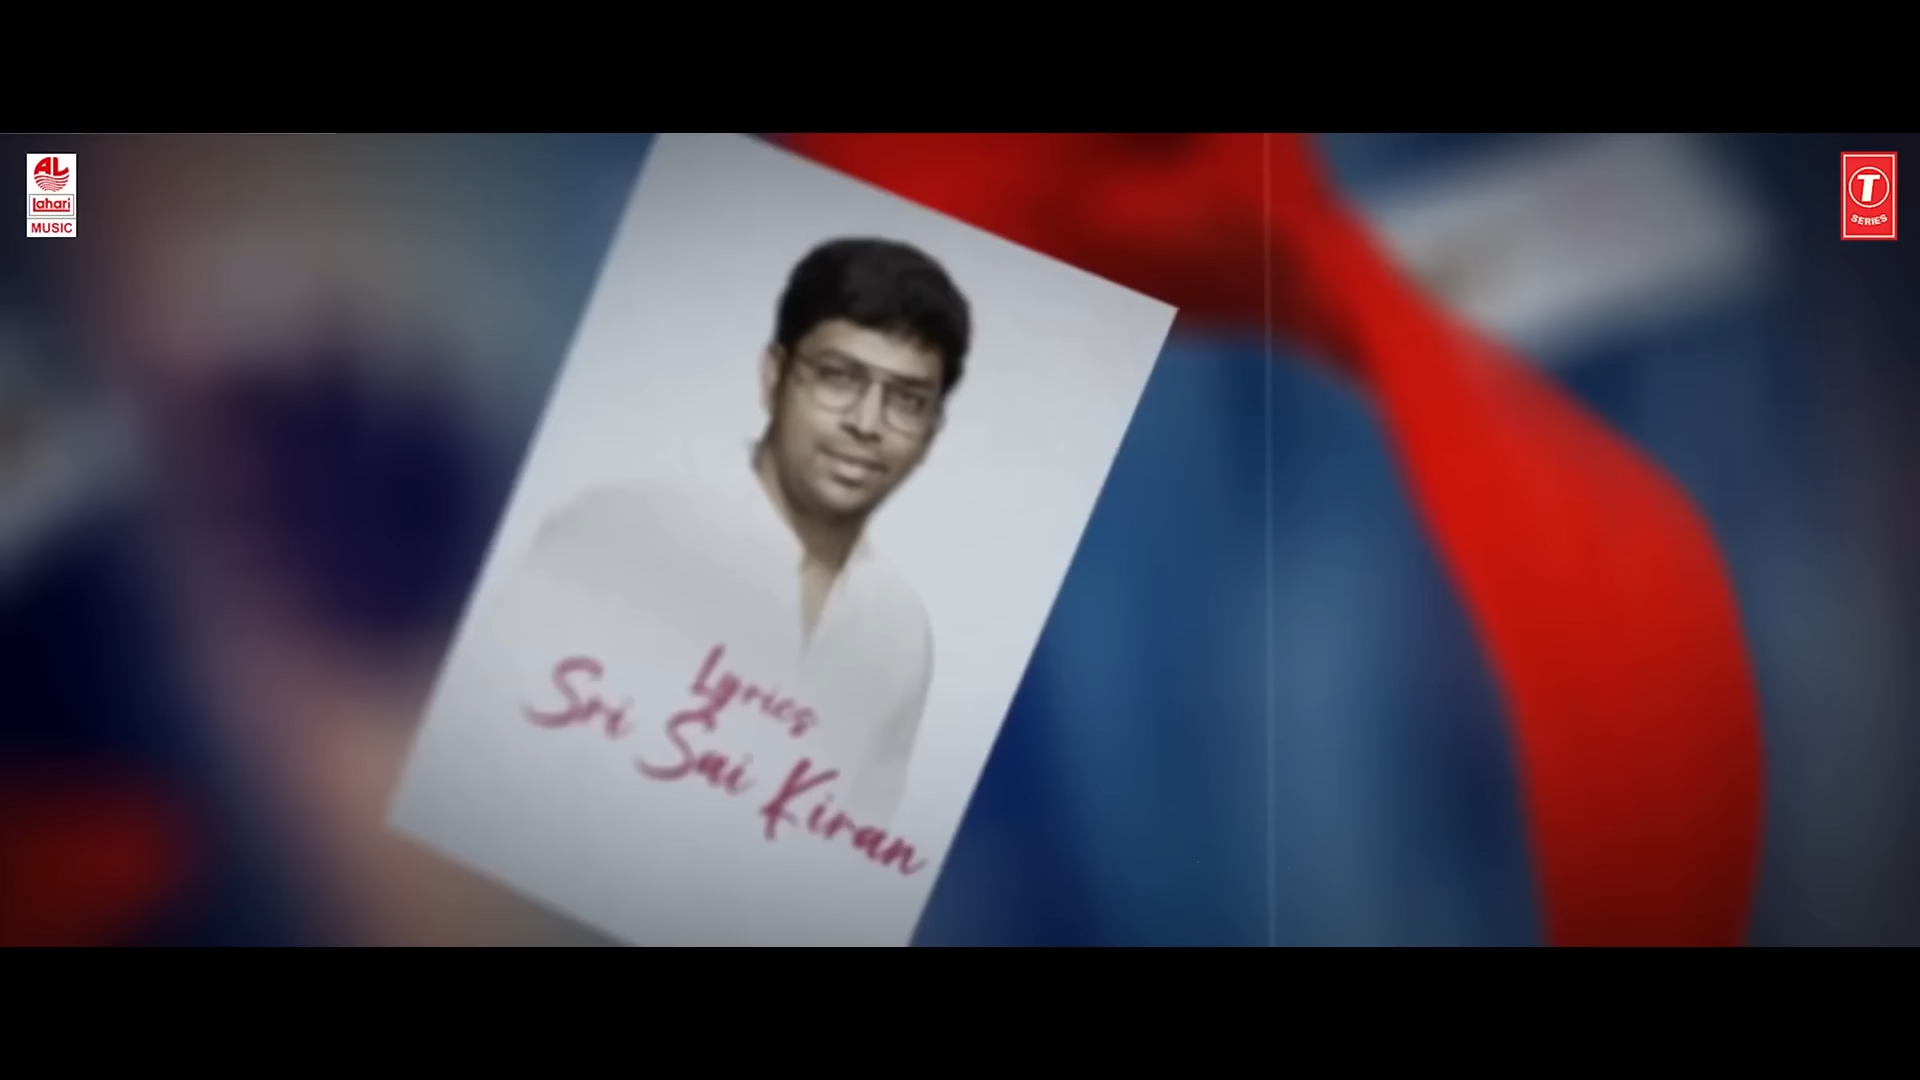 AL
Lahari
MUSIC
T
SERIES
Lyrics
Sri Sai Kiran